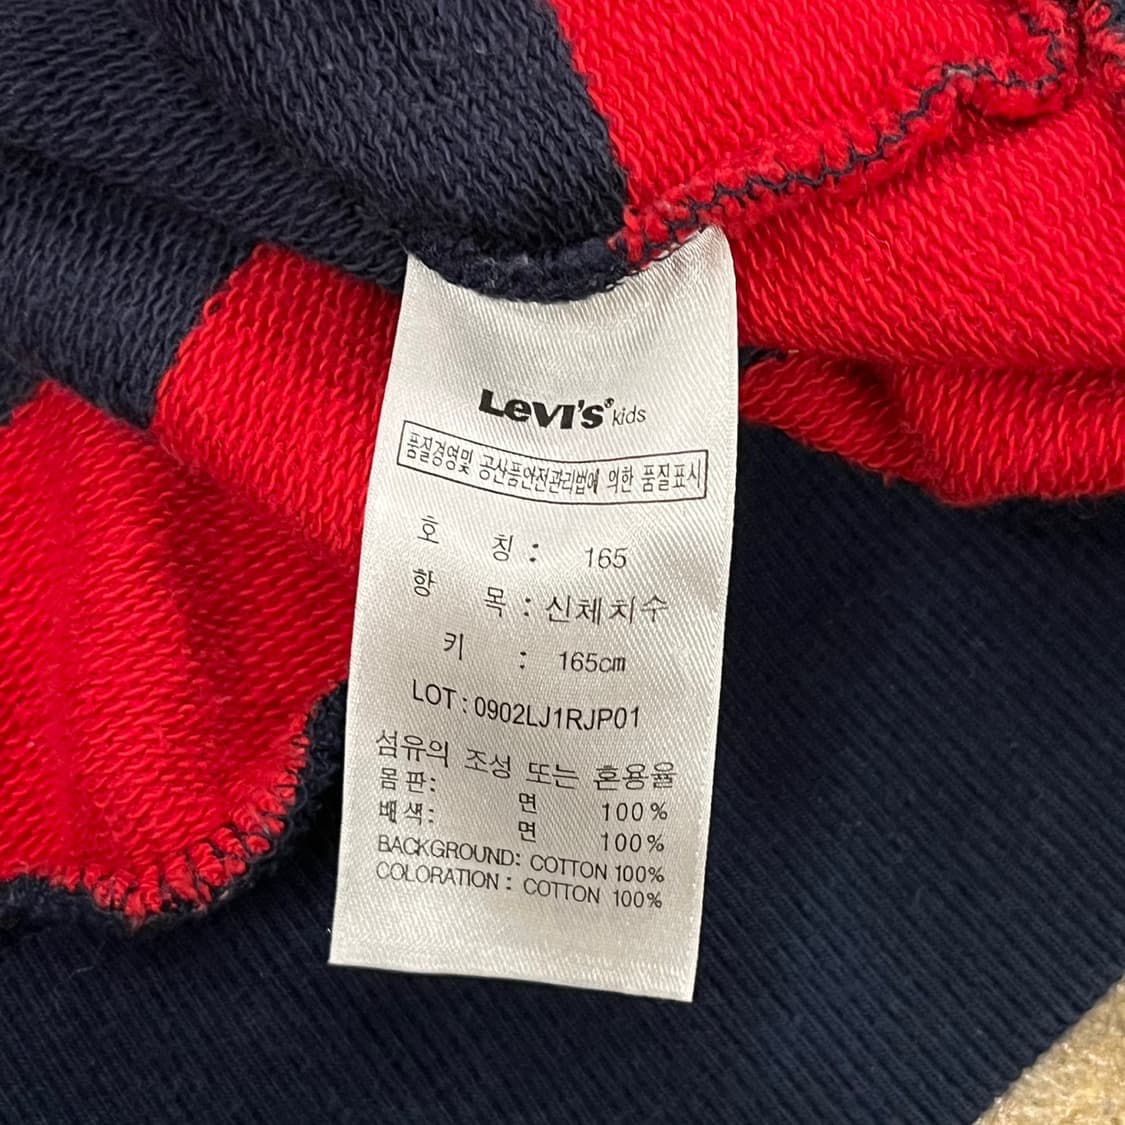 Levi's® kids
품질경영및 공산품안전관리법에 의한 품질표시
호 칭 : 165
항 목 : 신체치수
키 : 165cm
LOT : 0902LJ1RJP01
섬유의 조성 또는 혼용율
몸판: 면 100%
배색: 면 100%
BACKGROUND: COTTON 100%
COLORATION : COTTON 100%